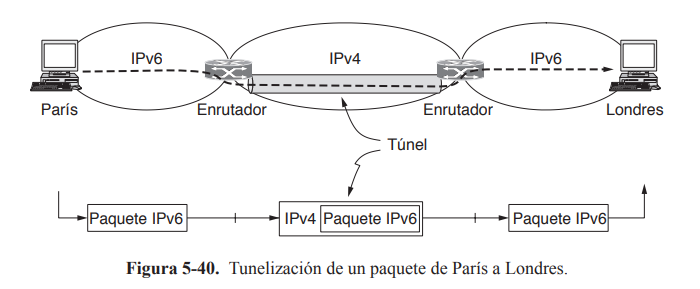 IPv6 IPv4 IPv6
París Enrutador Enrutador Londres
Túnel
Paquete IPv6 IPv4 Paquete IPv6 Paquete IPv6
Figura 5-40. Tunelización de un paquete de París a Londres.